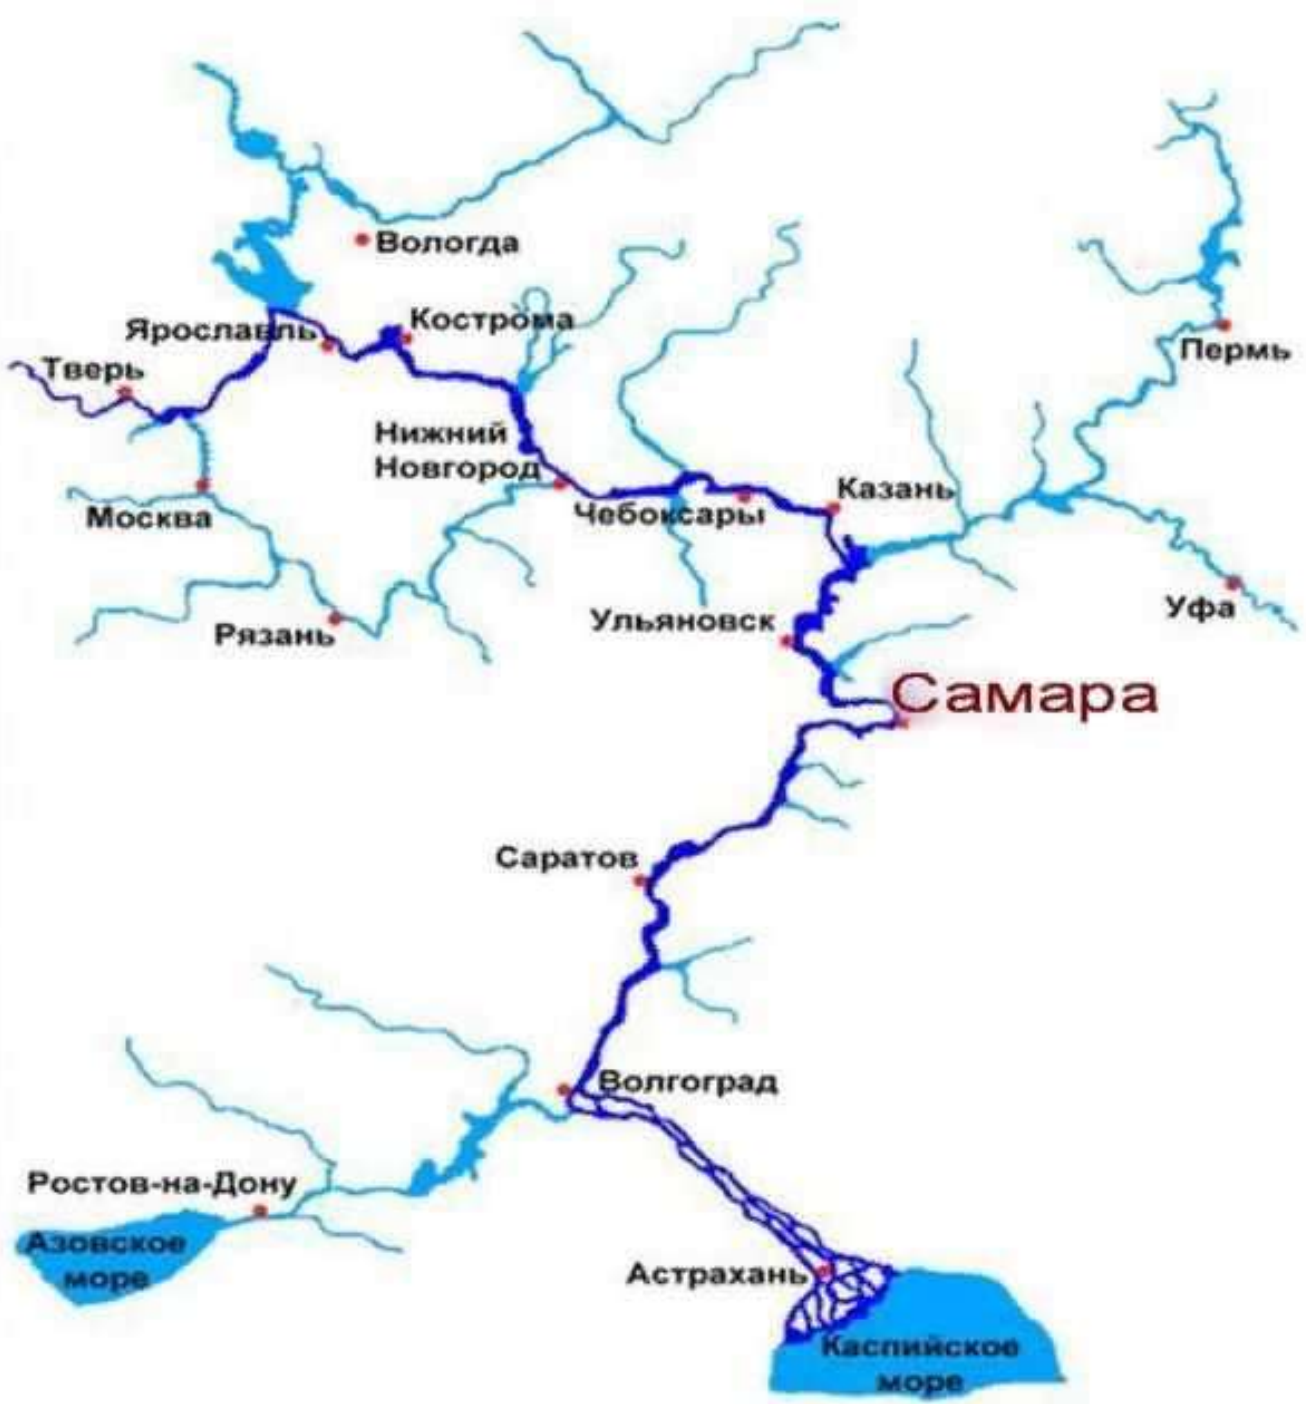 Вологда
Кострома
Ярославль
Тверь
Пермь
Нижний
Новгород
Казань
Чебоксары
Москва
Уфа
Ульяновск
Рязань
Самара
Саратов
Волгоград
Ростов-на-Дону
Азовское
море
Астрахань
Каспийское
море